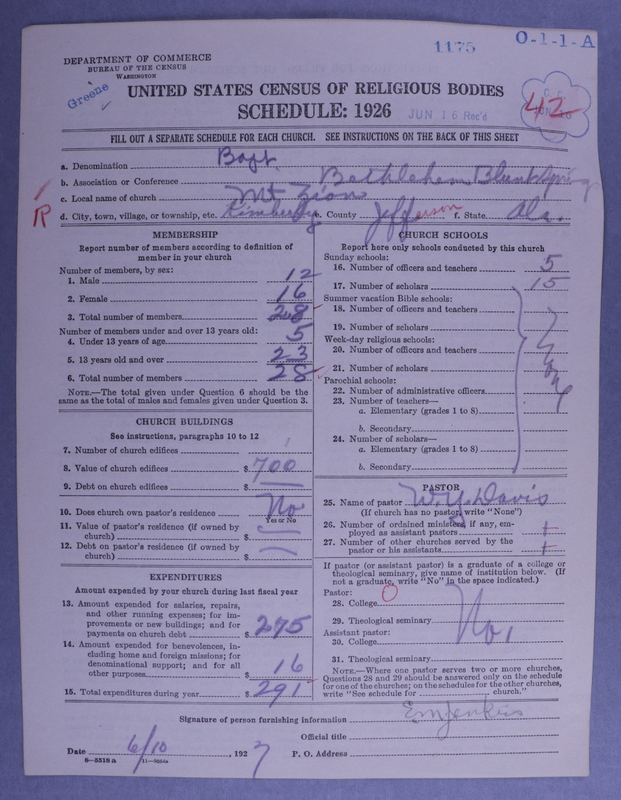 1175
O-1-1-A
DEPARTMENT OF COMMERCE
BUREAU OF THE CENSUS
WASHINGTON
Greene
UNITED STATES CENSUS OF RELIGIOUS BODIES
SCHEDULE: 1926
JUN 16 Rec'd
42
FILL OUT A SEPARATE SCHEDULE FOR EACH CHURCH. SEE INSTRUCTIONS ON THE BACK OF THIS SHEET
a. Denomination Bapt.
b. Association or Conference Bethlehem Blunt Spring
c. Local name of church Mt Zion
R
d. City, town, village, or township, etc. Kimberly e. County Jefferson f. State Ala.
MEMBERSHIP
Report number of members according to definition of
member in your church
Number of members, by sex:
1. Male 12
2. Female 16
3. Total number of members 28
Number of members under and over 13 years old:
4. Under 13 years of age 5
5. 13 years old and over 23
6. Total number of members 28
NOTE.—The total given under Question 6 should be the
same as the total of males and females given under Question 3.
CHURCH BUILDINGS
See instructions, paragraphs 10 to 12
7. Number of church edifices 1
8. Value of church edifices $ 700
9. Debt on church edifices $
10. Does church own pastor's residence No
Yes or No
11. Value of pastor's residence (if owned by
church) $
12. Debt on pastor's residence (if owned by
church) $
EXPENDITURES
Amount expended by your church during last fiscal year
13. Amount expended for salaries, repairs,
and other running expenses; for im-
provements or new buildings; and for
payments on church debt $ 275
14. Amount expended for benevolences, in-
cluding home and foreign missions; for
denominational support; and for all
other purposes $ 16
15. Total expenditures during year $ 291
CHURCH SCHOOLS
Report here only schools conducted by this church
Sunday schools:
16. Number of officers and teachers 5
17. Number of scholars 15
Summer vacation Bible schools:
18. Number of officers and teachers
19. Number of scholars
Week-day religious schools:
20. Number of officers and teachers
21. Number of scholars
None
Parochial schools:
22. Number of administrative officers
23. Number of teachers—
a. Elementary (grades 1 to 8)
b. Secondary
24. Number of scholars—
a. Elementary (grades 1 to 8)
b. Secondary
PASTOR
25. Name of pastor W. Y. Davis
(If church has no pastor, write "None")
26. Number of ordained ministers, if any, em-
ployed as assistant pastors
27. Number of other churches served by the
pastor or his assistants
If pastor (or assistant pastor) is a graduate of a college or
theological seminary, give name of institution below. (If
not a graduate, write "No" in the space indicated.)
Pastor:
28. College
29. Theological seminary No.
Assistant pastor:
30. College
31. Theological seminary
NOTE.—Where one pastor serves two or more churches,
Questions 28 and 29 should be answered only on the schedule
for one of the churches; on the schedules for the other churches,
write "See schedule for church."
Signature of person furnishing information E M Jenkins
Official title
Date 6/10, 1927 P. O. Address
8-5518a 11-9654a